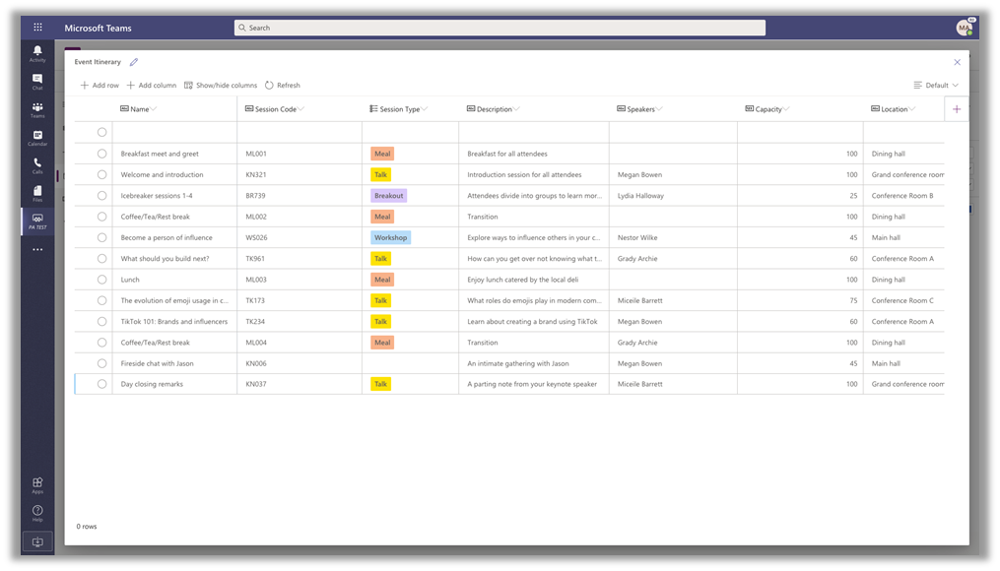 Microsoft Teams
Search
MA
Activity
Chat
Teams
Calendar
Calls
Files
PA TEST
Apps
Help
Event Itinerary
Add row Add column Show/hide columns Refresh Default
Name Session Code Session Type Description Speakers Capacity Location
Breakfast meet and greet ML001 Meal Breakfast for all attendees 100 Dining hall
Welcome and introduction KN321 Talk Introduction session for all attendees Megan Bowen 100 Grand conference room
Icebreaker sessions 1-4 BR739 Breakout Attendees divide into groups to learn mor... Lydia Halloway 25 Conference Room B
Coffee/Tea/Rest break ML002 Meal Transition 100 Dining hall
Become a person of influence WS026 Workshop Explore ways to influence others in your c... Nestor Wilke 45 Main hall
What should you build next? TK961 Talk How can you get over not knowing what t... Grady Archie 60 Conference Room A
Lunch ML003 Meal Enjoy lunch catered by the local deli 100 Dining hall
The evolution of emoji usage in c... TK173 Talk What roles do emojis play in modern com... Miceile Barrett 75 Conference Room C
TikTok 101: Brands and influencers TK234 Talk Learn about creating a brand using TikTok Megan Bowen 60 Conference Room A
Coffee/Tea/Rest break ML004 Meal Transition Grady Archie 100 Dining hall
Fireside chat with Jason KN006 An intimate gathering with Jason Megan Bowen 45 Main hall
Day closing remarks KN037 Talk A parting note from your keynote speaker Miceile Barrett 100 Grand conference room
0 rows